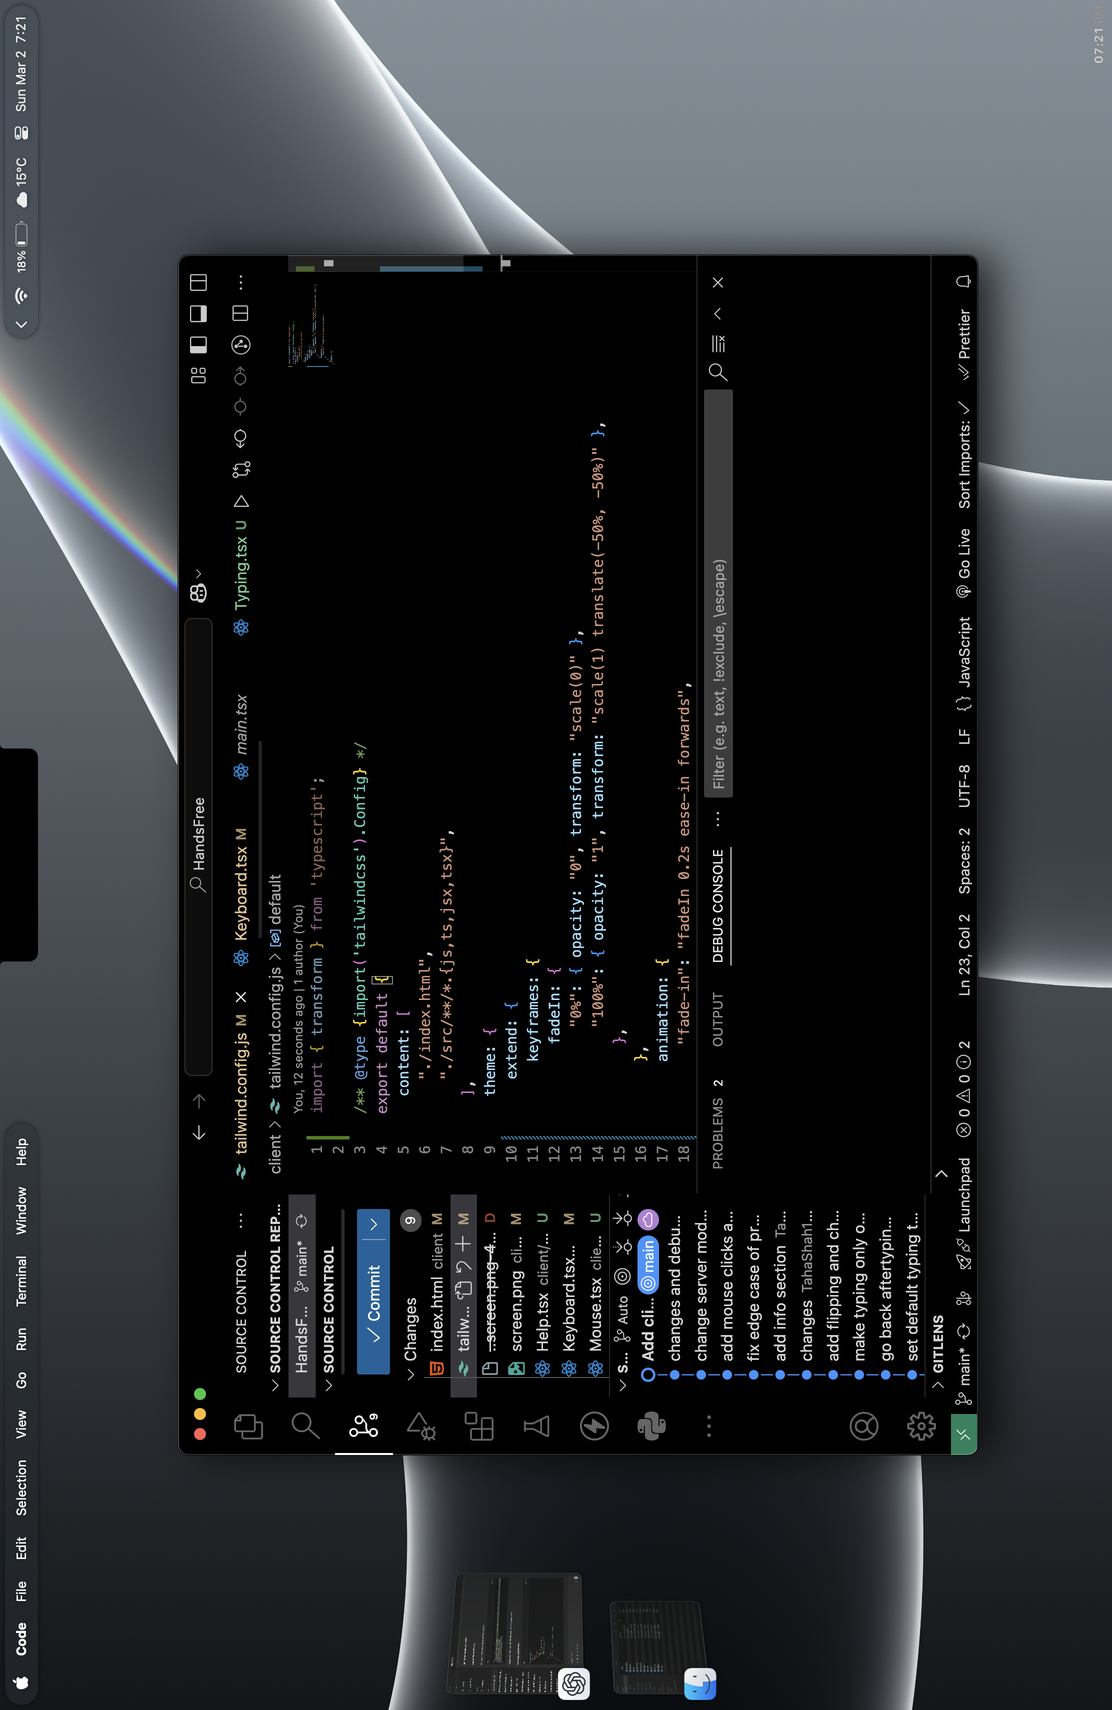 Code File Edit Selection View Go Run Terminal Window Help
18% 15°C Sun Mar 2 7:21
07:21 PM
HandsFree
SOURCE CONTROL
SOURCE CONTROL REP...
HandsF... main*
SOURCE CONTROL
Commit
Changes 9
index.html client M
tailw... M
...screen.png-4... D
screen.png cli... M
Help.tsx client/... U
Keyboard.tsx... M
Mouse.tsx clie... U
S... Auto
Add cli... main
changes and debu...
change server mod...
add mouse clicks a...
fix edge case of pr...
add info section Ta...
changes TahaShah1...
add flipping and ch...
make typing only o...
go back aftertypin...
set default typing t...
GITLENS
9
tailwind.config.js M
Keyboard.tsx M
main.tsx
Typing.tsx U
client > tailwind.config.js > default
You, 12 seconds ago | 1 author (You)
1 import { transform } from 'typescript';
2
3 /** @type {import('tailwindcss').Config} */
4 export default {
5 content: [
6 "./index.html",
7 "./src/**/*.{js,ts,jsx,tsx}",
8 ],
9 theme: {
10 extend: {
11 keyframes: {
12 fadeIn: {
13 "0%": { opacity: "0", transform: "scale(0)" },
14 "100%": { opacity: "1", transform: "scale(1) translate(-50%, -50%)" },
15 },
16 },
17 animation: {
18 "fade-in": "fadeIn 0.2s ease-in forwards",
PROBLEMS 2 OUTPUT DEBUG CONSOLE ... Filter (e.g. text, !exclude, \escape)
main* Launchpad 0 0 2 Ln 23, Col 2 Spaces: 2 UTF-8 LF {} JavaScript Go Live Sort Imports: Prettier